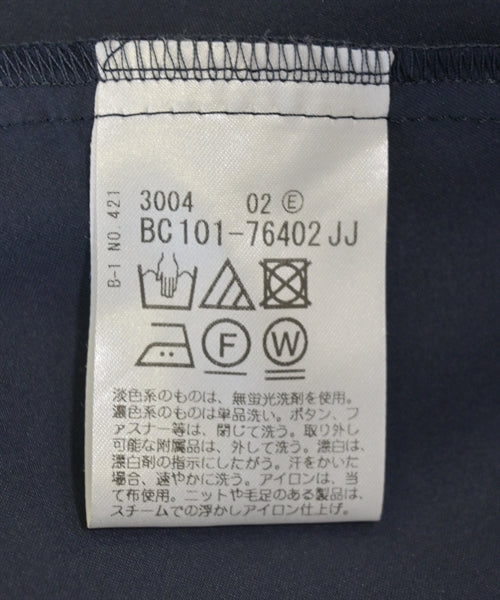 3004 02 Ⓔ
BC101-76402JJ
B-1 NO.421
F W
淡色系のものは、無蛍光洗剤を使用。
濃色系のものは単品洗い。ボタン、フ
ァスナー等は、閉じて洗う。取り外し
可能な附属品は、外して洗う。漂白は、
漂白剤の指示にしたがう。汗をかいた
場合、速やかに洗う。アイロンは、当
て布使用。ニットや毛足のある製品は、
スチームでの浮かしアイロン仕上げ。